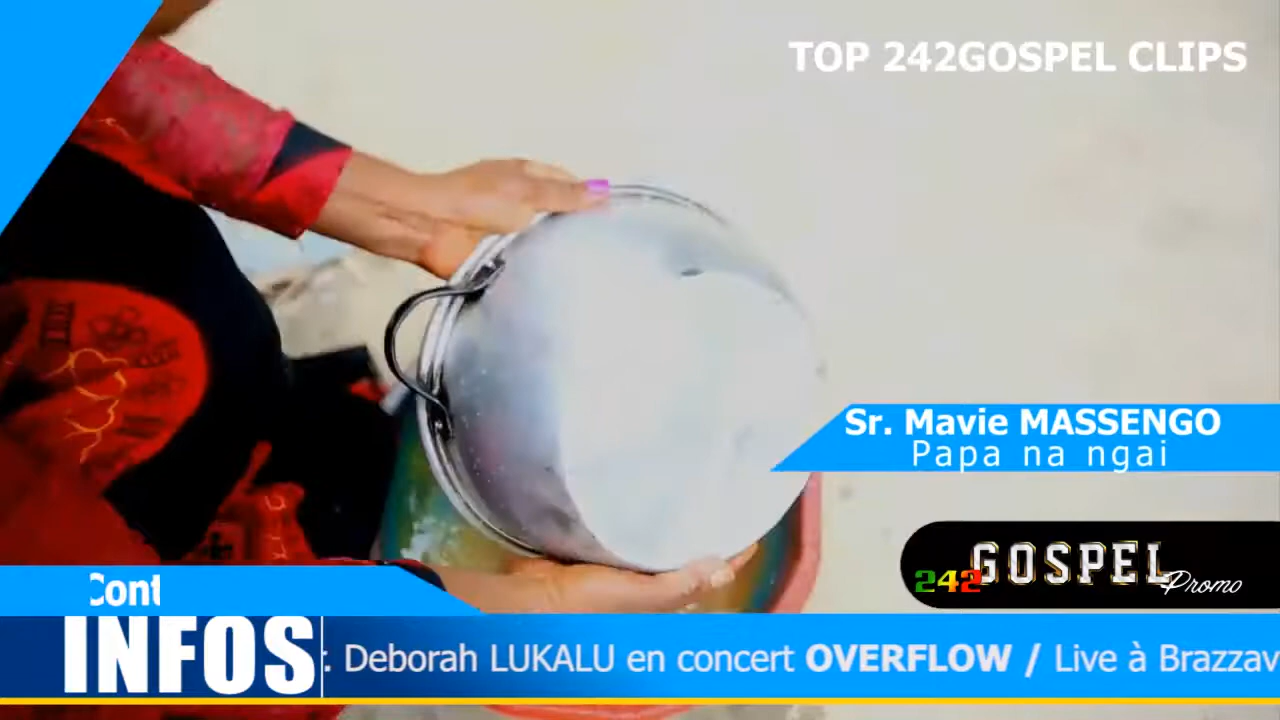 TOP 242GOSPEL CLIPS
Sr. Mavie MASSENGO
Papa na ngai
242 GOSPEL Promo
Cont
INFOS
. Deborah LUKALU en concert OVERFLOW / Live à Brazzav